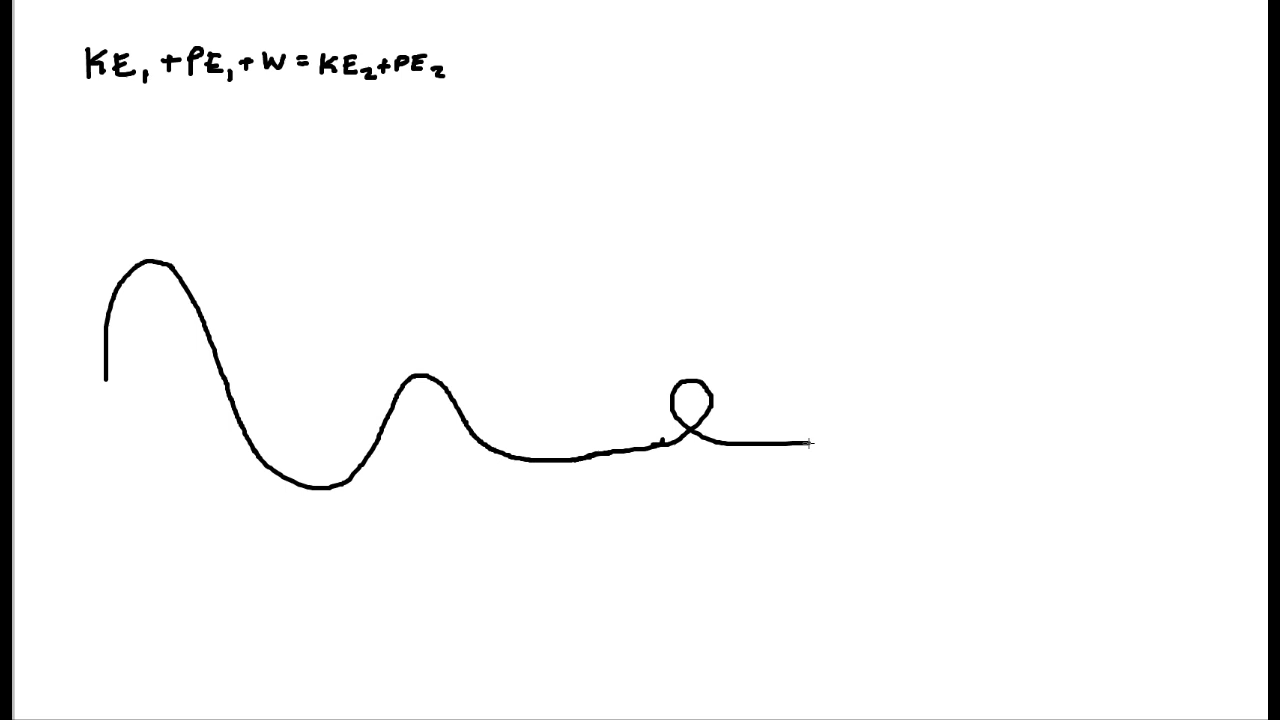 KE₁ + PE₁ + W = KE₂ + PE₂